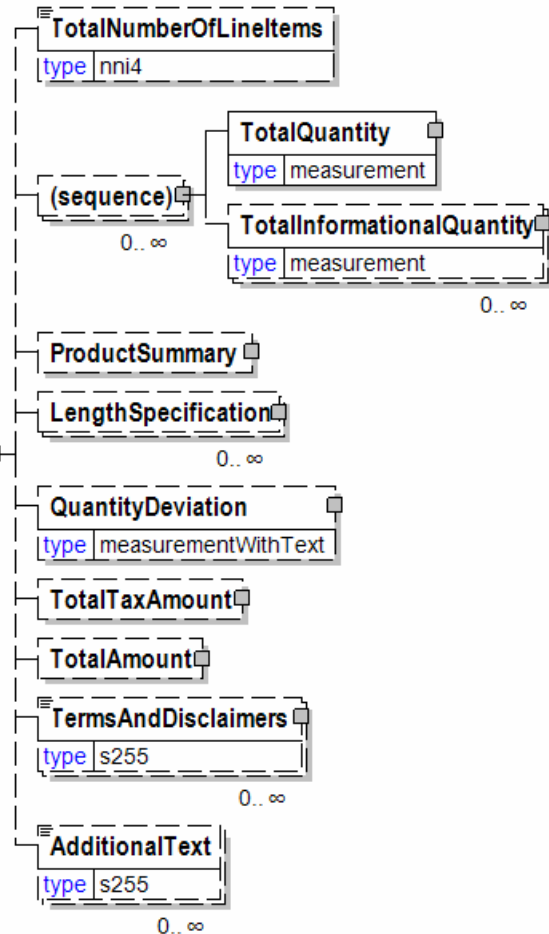 TotalNumberOfLineItems
type nni4
TotalQuantity
type measurement
(sequence)
0.. ∞
TotalInformationalQuantity
type measurement
0.. ∞
ProductSummary
LengthSpecification
0.. ∞
QuantityDeviation
type measurementWithText
TotalTaxAmount
TotalAmount
TermsAndDisclaimers
type s255
0.. ∞
AdditionalText
type s255
0.. ∞